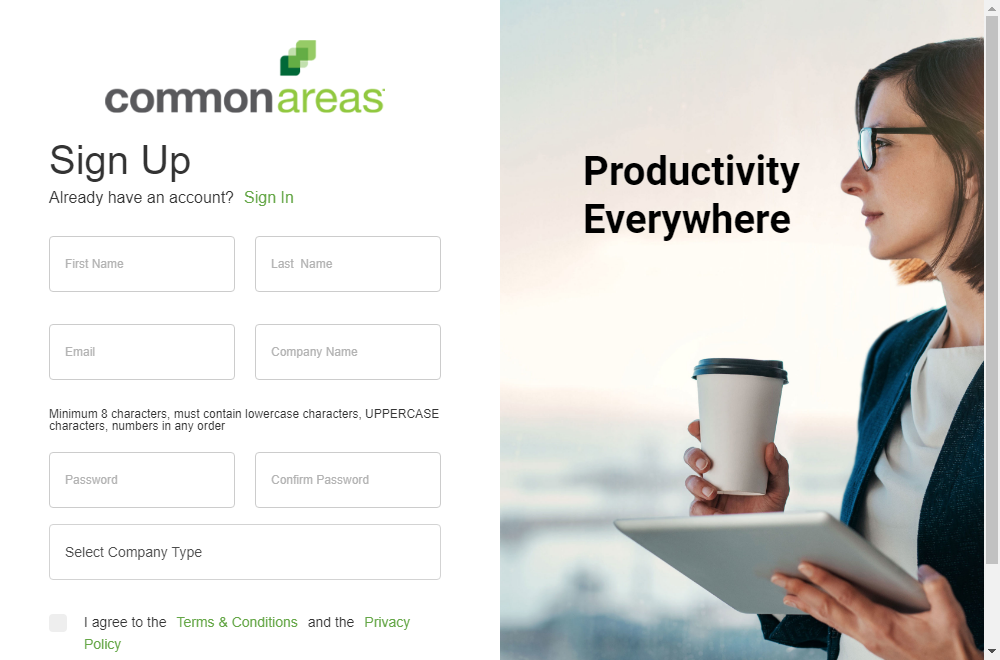 commonareas
Sign Up
Already have an account? Sign In
First Name
Last Name
Email
Company Name
Minimum 8 characters, must contain lowercase characters, UPPERCASE
characters, numbers in any order
Password
Confirm Password
Select Company Type
I agree to the Terms & Conditions and the Privacy
Policy
Productivity
Everywhere